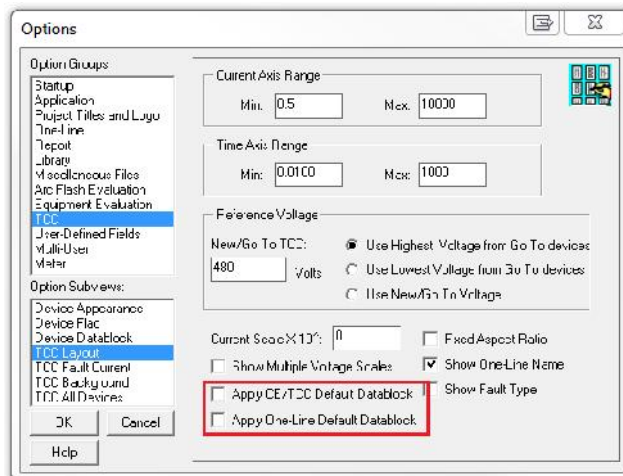 Options
Option Groups
Startup
Application
Project Titles and Logo
One-Line
Report
Library
Miscellaneous Files
Arc Flash Evaluation
Equipment Evaluation
TCC
User-Defined Fields
Multi-User
Meter
Option Subviews:
Device Appearance
Device Flag
Device Datablock
TCC Layout
TCC Fault Current
TCC Background
TCC All Devices
OK Cancel
Help
Current Axis Range
Min. 0.5 Max. 10000
Time Axis Range
Min: 0.0100 Max: 1000
Reference Voltage
New/Go To TCC:
480 Volts
Use Highest Voltage from Go To devices
Use Lowest Voltage from Go To devices
Use New/Go To Voltage
Current Scale X 10^: 0
Fixed Aspect Ratio
Show Multiple Voltage Scales
Show One-Line Name
Apply CE/TCC Default Datablock
Show Fault Type
Apply One-Line Default Datablock